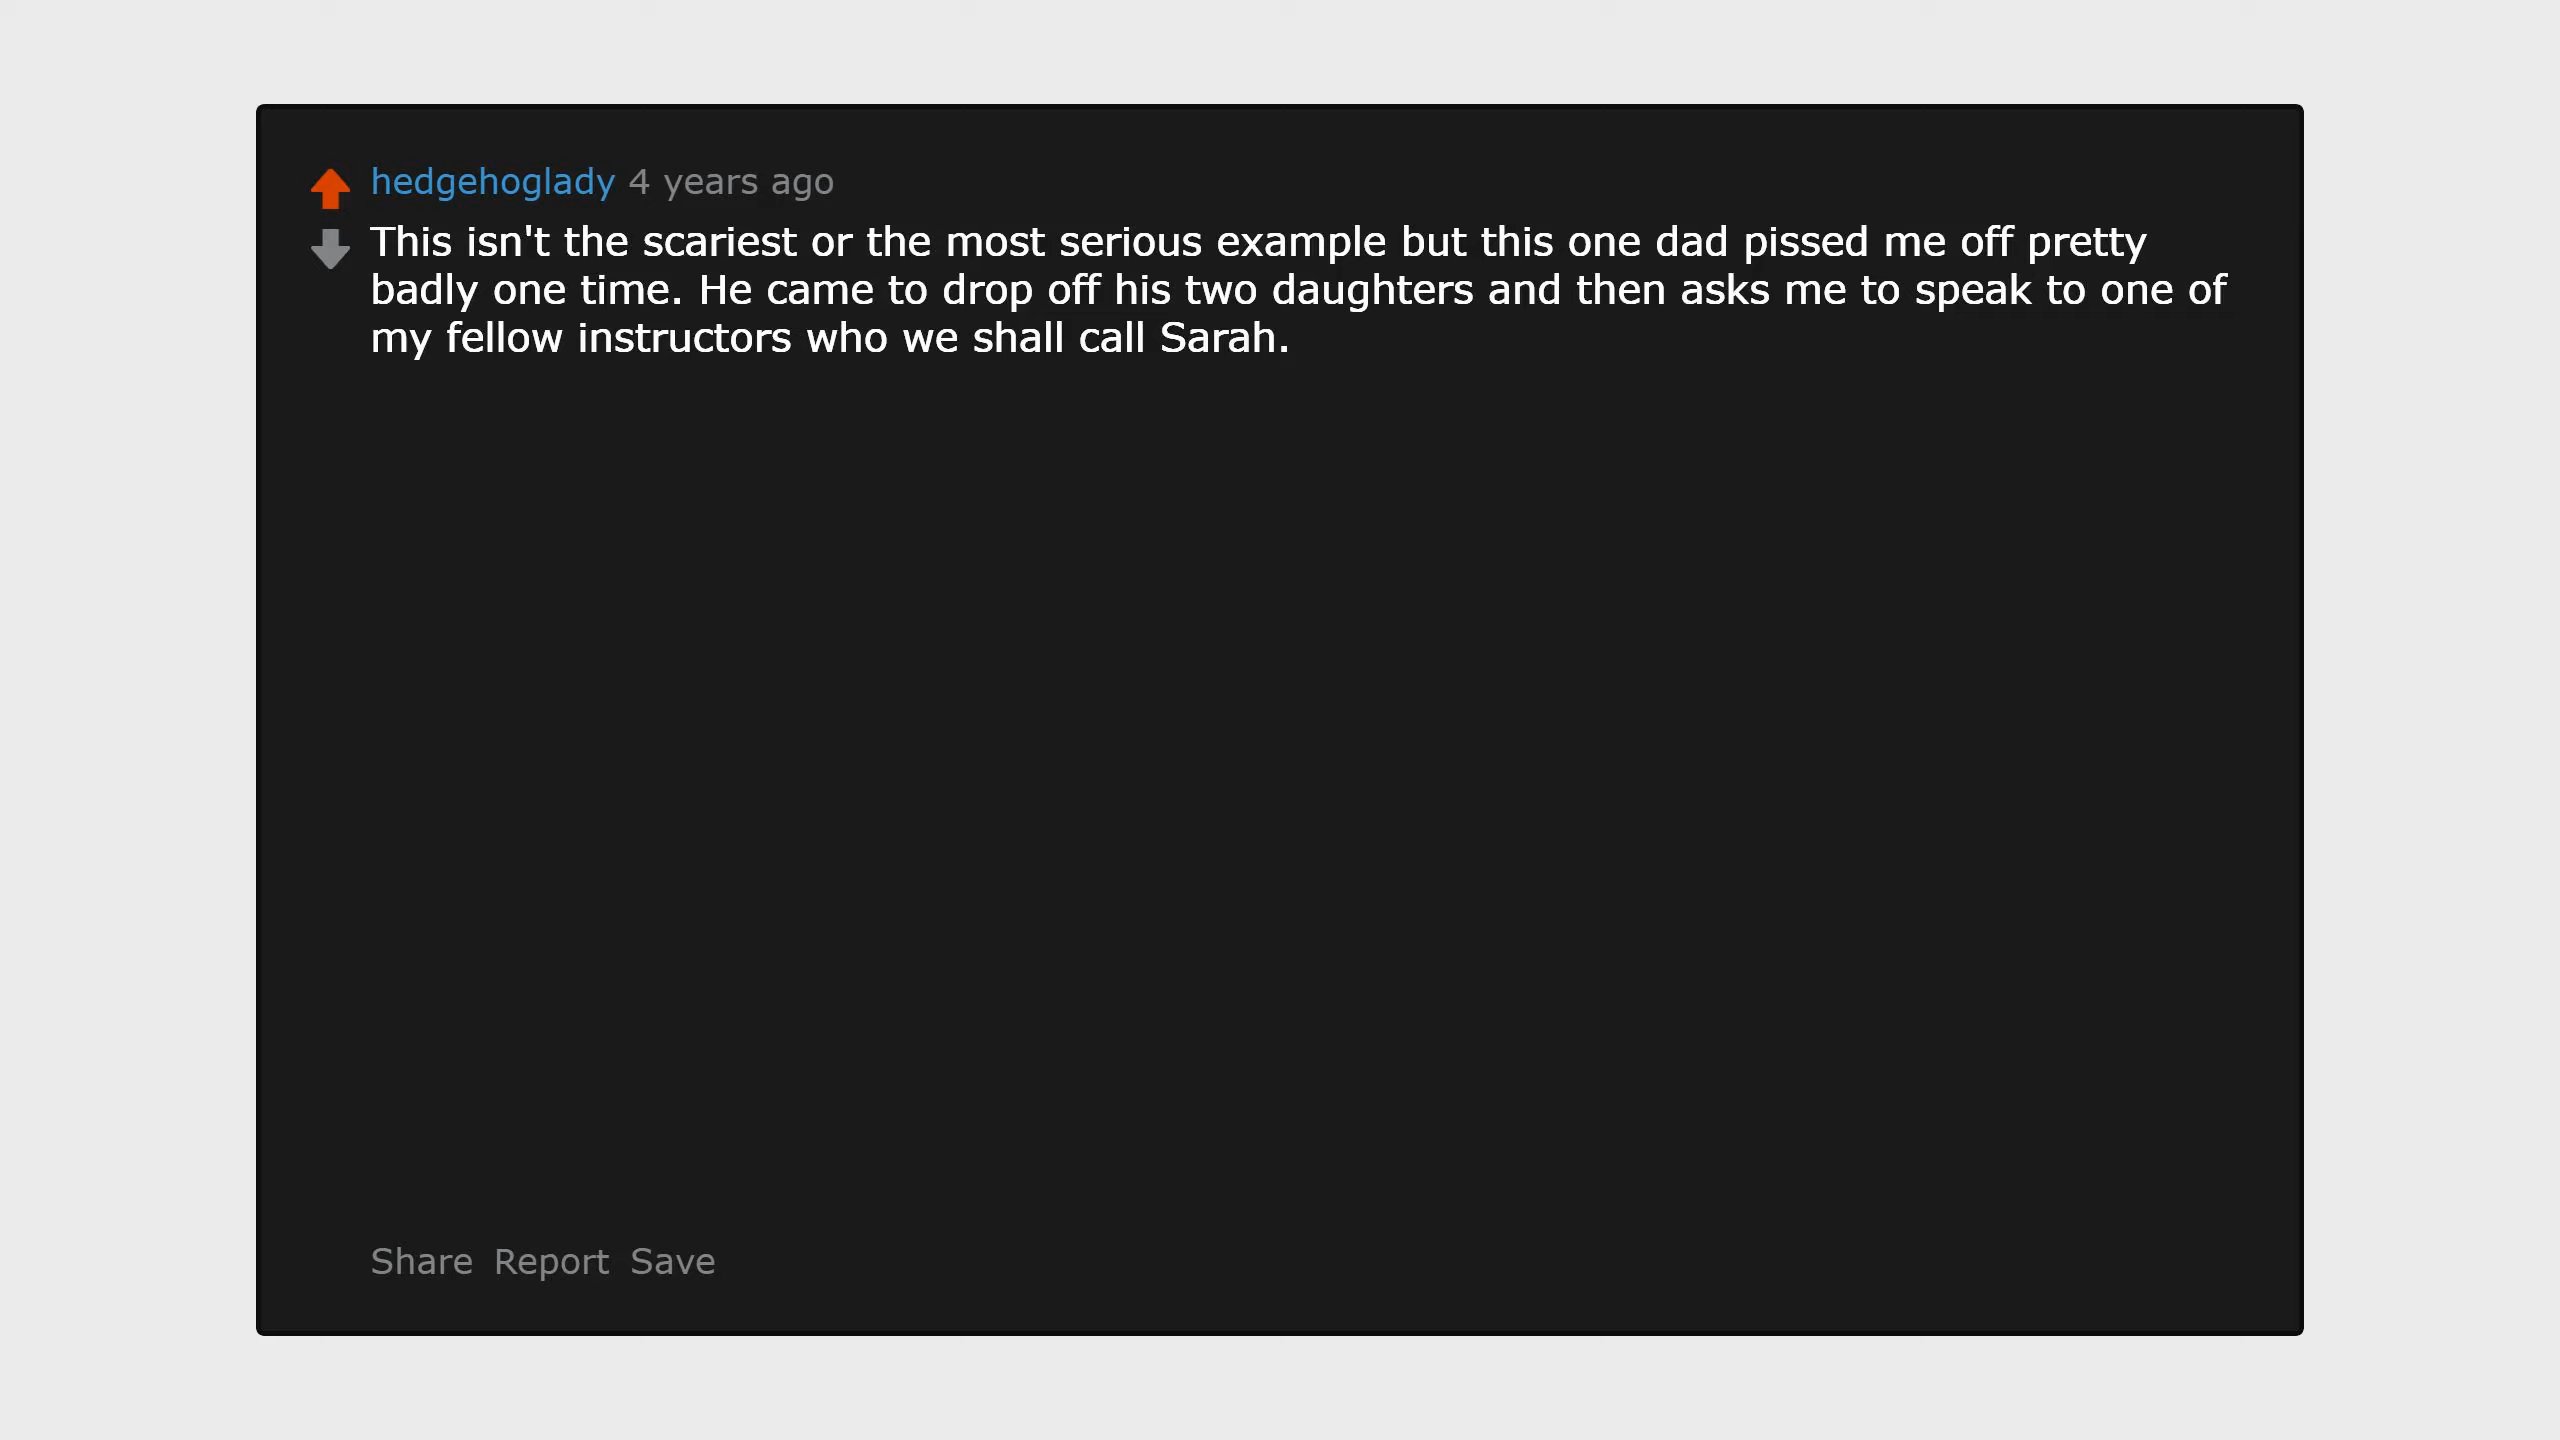 hedgehoglady 4 years ago
This isn't the scariest or the most serious example but this one dad pissed me off pretty
badly one time. He came to drop off his two daughters and then asks me to speak to one of
my fellow instructors who we shall call Sarah.
Share Report Save